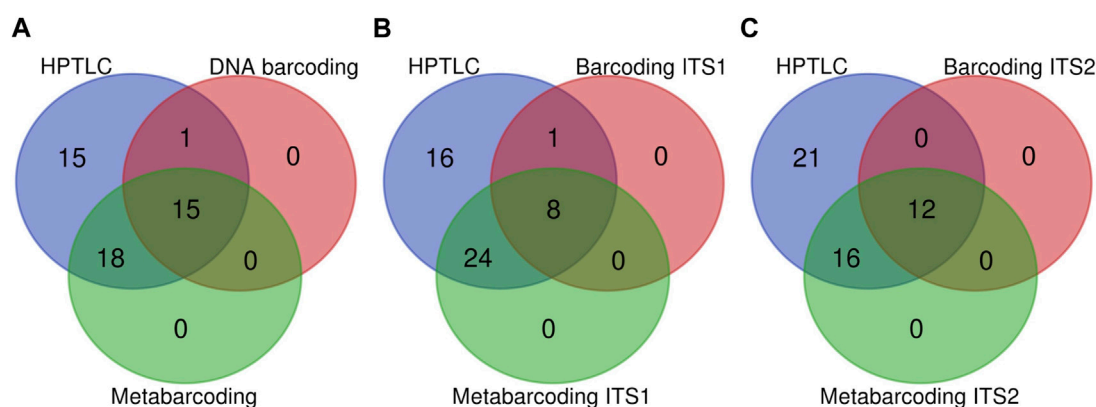 A
B
C
HPTLC
DNA barcoding
HPTLC
Barcoding ITS1
HPTLC
Barcoding ITS2
15
1
0
15
18
0
0
Metabarcoding
16
1
0
8
24
0
0
Metabarcoding ITS1
21
0
0
12
16
0
0
Metabarcoding ITS2